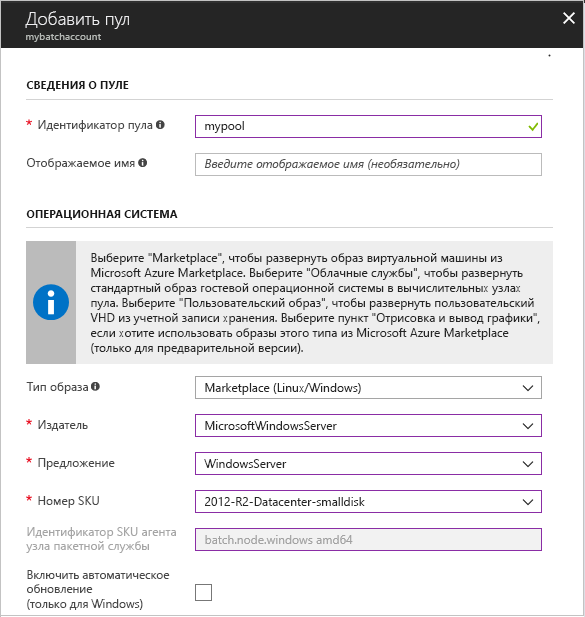 Добавить пул
mybatchaccount
СВЕДЕНИЯ О ПУЛЕ
* Идентификатор пула
mypool
Отображаемое имя
Введите отображаемое имя (необязательно)
ОПЕРАЦИОННАЯ СИСТЕМА
Выберите "Marketplace", чтобы развернуть образ виртуальной машины из
Microsoft Azure Marketplace. Выберите "Облачные службы", чтобы развернуть
стандартный образ гостевой операционной системы в вычислительных узлах
пула. Выберите "Пользовательский образ", чтобы развернуть пользовательский
VHD из учетной записи хранения. Выберите пункт "Отрисовка и вывод графики",
если хотите использовать образы этого типа из Microsoft Azure Marketplace
(только для предварительной версии).
Тип образа
Marketplace (Linux/Windows)
* Издатель
MicrosoftWindowsServer
* Предложение
WindowsServer
* Номер SKU
2012-R2-Datacenter-smalldisk
Идентификатор SKU агента
узла пакетной службы
batch.node.windows amd64
Включить автоматическое
обновление
(только для Windows)